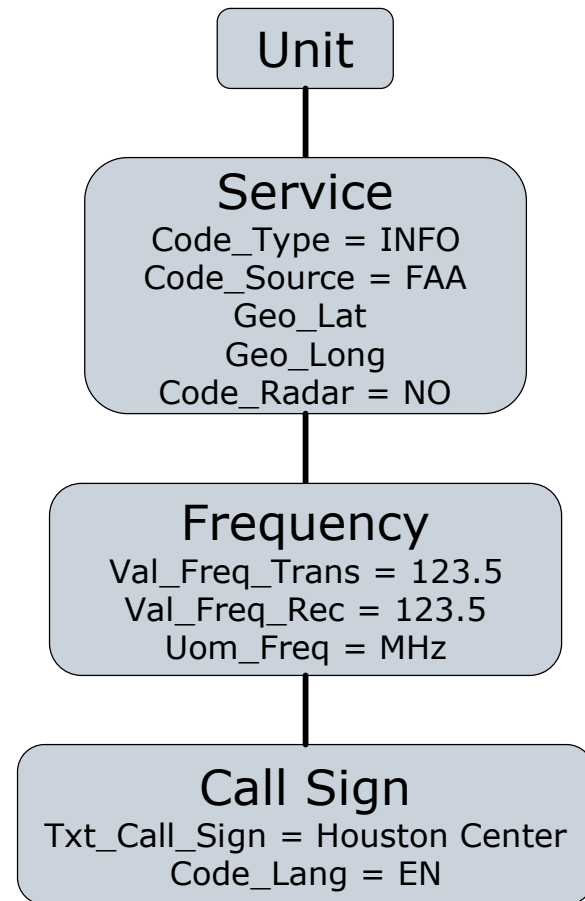 Unit
Service
Code_Type = INFO
Code_Source = FAA
Geo_Lat
Geo_Long
Code_Radar = NO
Frequency
Val_Freq_Trans = 123.5
Val_Freq_Rec = 123.5
Uom_Freq = MHz
Call Sign
Txt_Call_Sign = Houston Center
Code_Lang = EN